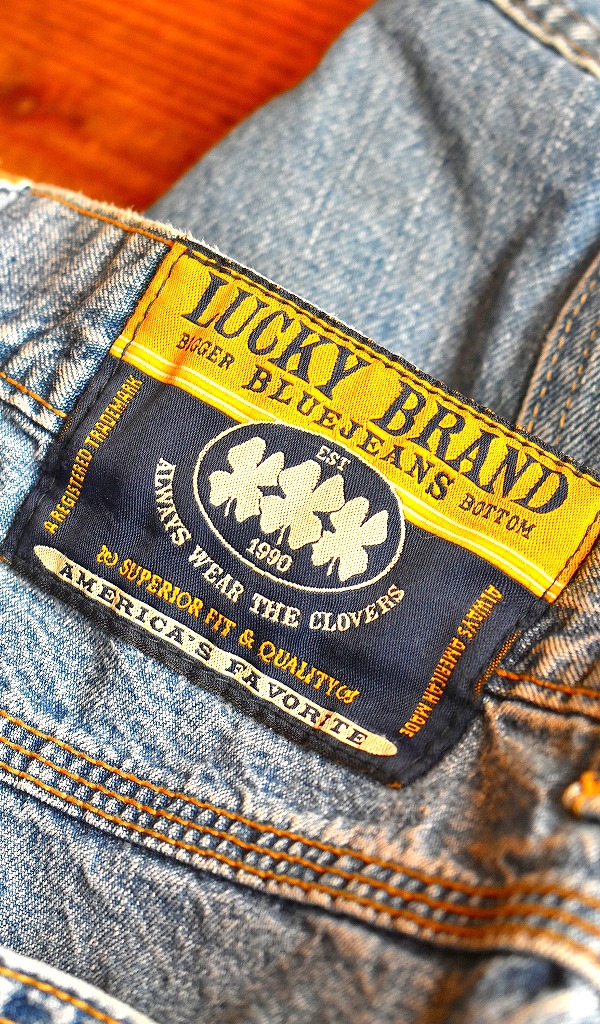 LUCKY BRAND
BIGGER BLUEJEANS BOTTOM
A REGISTERED TRADEMARK
EST
1990
ALWAYS WEAR THE CLOVERS
SUPERIOR FIT & QUALITY
AMERICA'S FAVORITE
ALWAYS AMERICAN MADE